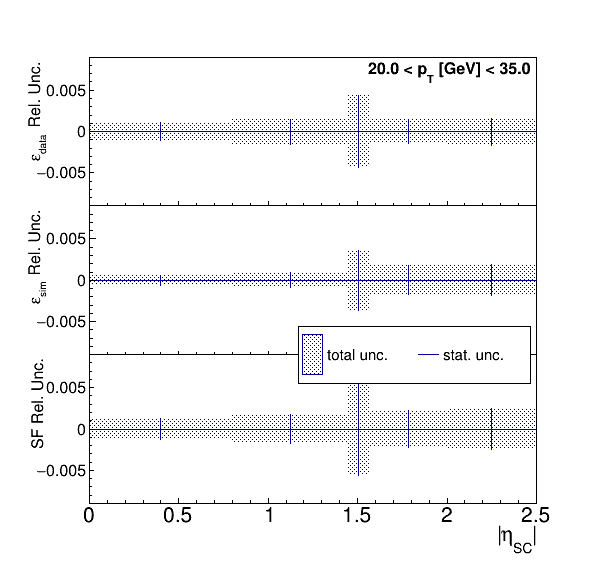 20.0 < p_T [GeV] < 35.0
ε_data Rel. Unc.
0.005
0
−0.005
ε_sim Rel. Unc.
0.005
0
−0.005
total unc.
stat. unc.
SF Rel. Unc.
0.005
0
−0.005
0 0.5 1 1.5 2 2.5
|η_SC|